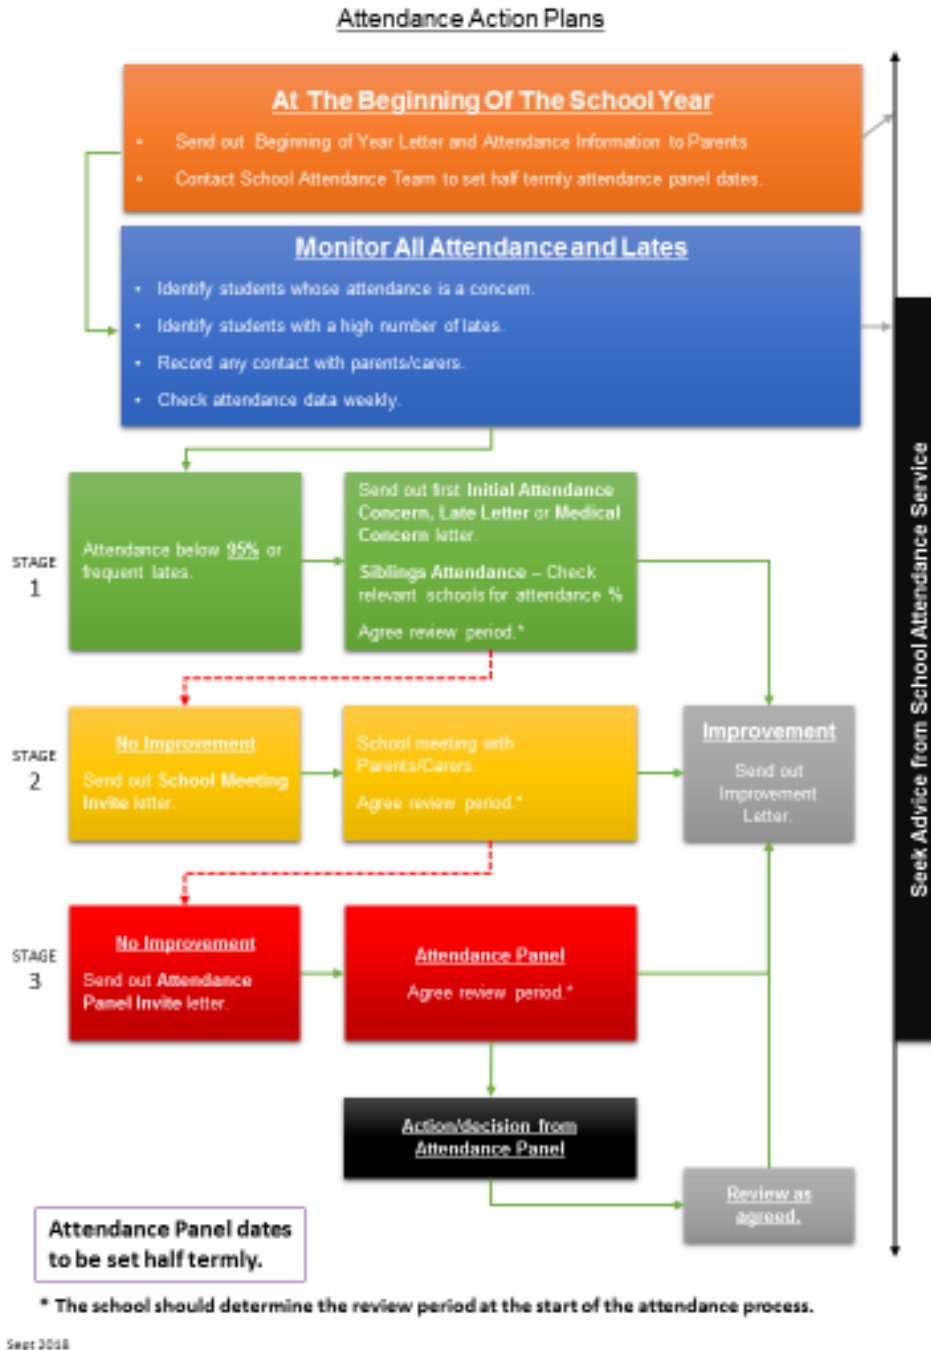 Attendance Action Plans
At The Beginning Of The School Year
• Send out Beginning of Year Letter and Attendance Information to Parents
• Contact School Attendance Team to set half termly attendance panel dates.
Monitor All Attendance and Lates
• Identify students whose attendance is a concern.
• Identify students with a high number of lates.
• Record any contact with parents/carers.
• Check attendance data weekly.
STAGE
1
Attendance below 95% or
frequent lates.
Send out first Initial Attendance
Concern, Late Letter or Medical
Concern letter.
Siblings Attendance – Check
relevant schools for attendance %
Agree review period.*
STAGE
2
No Improvement
Send out School Meeting
Invite letter.
School meeting with
Parents/Carers.
Agree review period.*
Improvement
Send out
Improvement
Letter.
STAGE
3
No Improvement
Send out Attendance
Panel Invite letter.
Attendance Panel
Agree review period.*
Action/decision from
Attendance Panel
Review as
agreed.
Seek Advice from School Attendance Service
Attendance Panel dates
to be set half termly.
* The school should determine the review period at the start of the attendance process.
Sept 2018